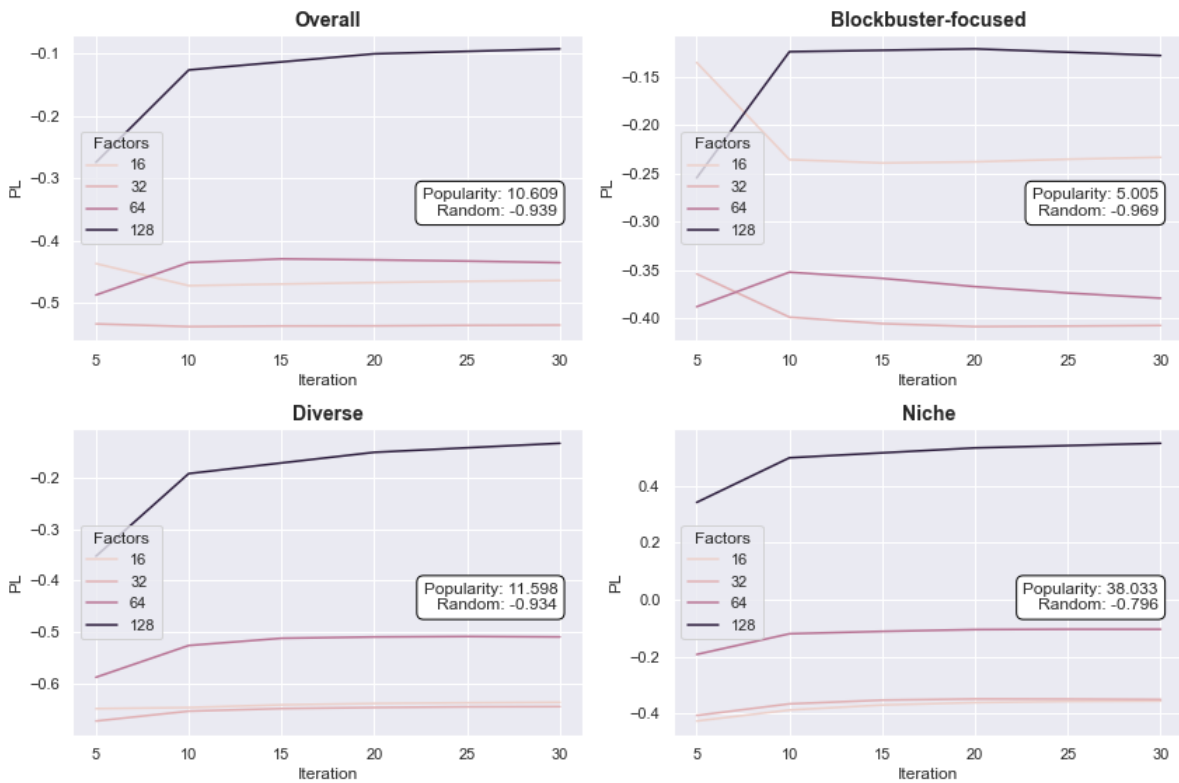 Overall
−0.1
−0.2
−0.3
−0.4
−0.5
PL
Factors
16
32
64
128
Popularity: 10.609
Random: -0.939
5 10 15 20 25 30
Iteration
Blockbuster-focused
−0.15
−0.20
−0.25
−0.30
−0.35
−0.40
PL
Factors
16
32
64
128
Popularity: 5.005
Random: -0.969
5 10 15 20 25 30
Iteration
Diverse
−0.2
−0.3
−0.4
−0.5
−0.6
PL
Factors
16
32
64
128
Popularity: 11.598
Random: -0.934
5 10 15 20 25 30
Iteration
Niche
0.4
0.2
0.0
−0.2
−0.4
PL
Factors
16
32
64
128
Popularity: 38.033
Random: -0.796
5 10 15 20 25 30
Iteration